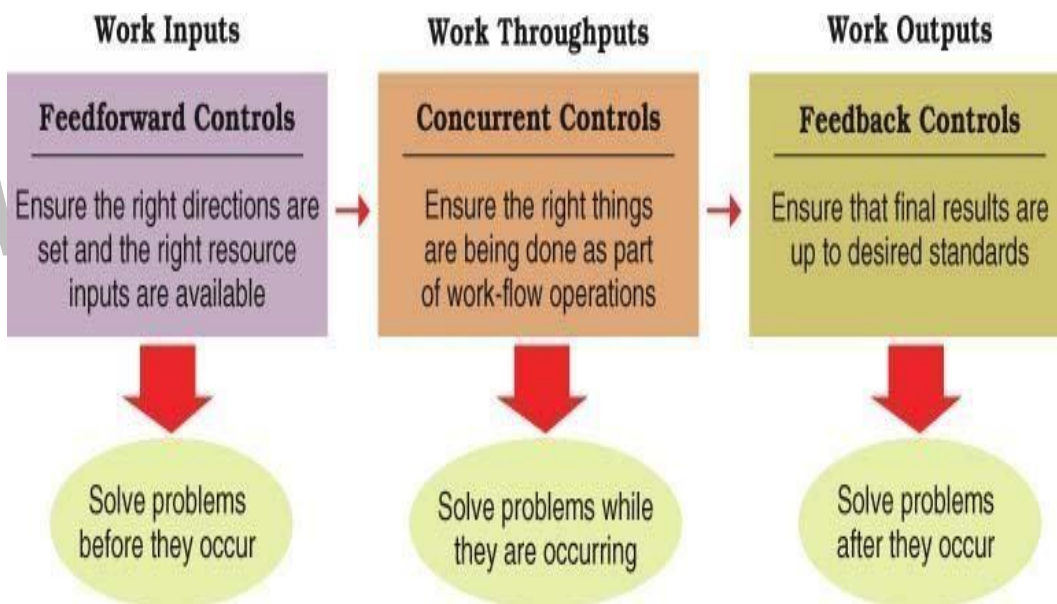 Work Inputs
Work Throughputs
Work Outputs
Feedforward Controls
Ensure the right directions are
set and the right resource
inputs are available
Concurrent Controls
Ensure the right things
are being done as part
of work-flow operations
Feedback Controls
Ensure that final results are
up to desired standards
Solve problems
before they occur
Solve problems while
they are occurring
Solve problems
after they occur